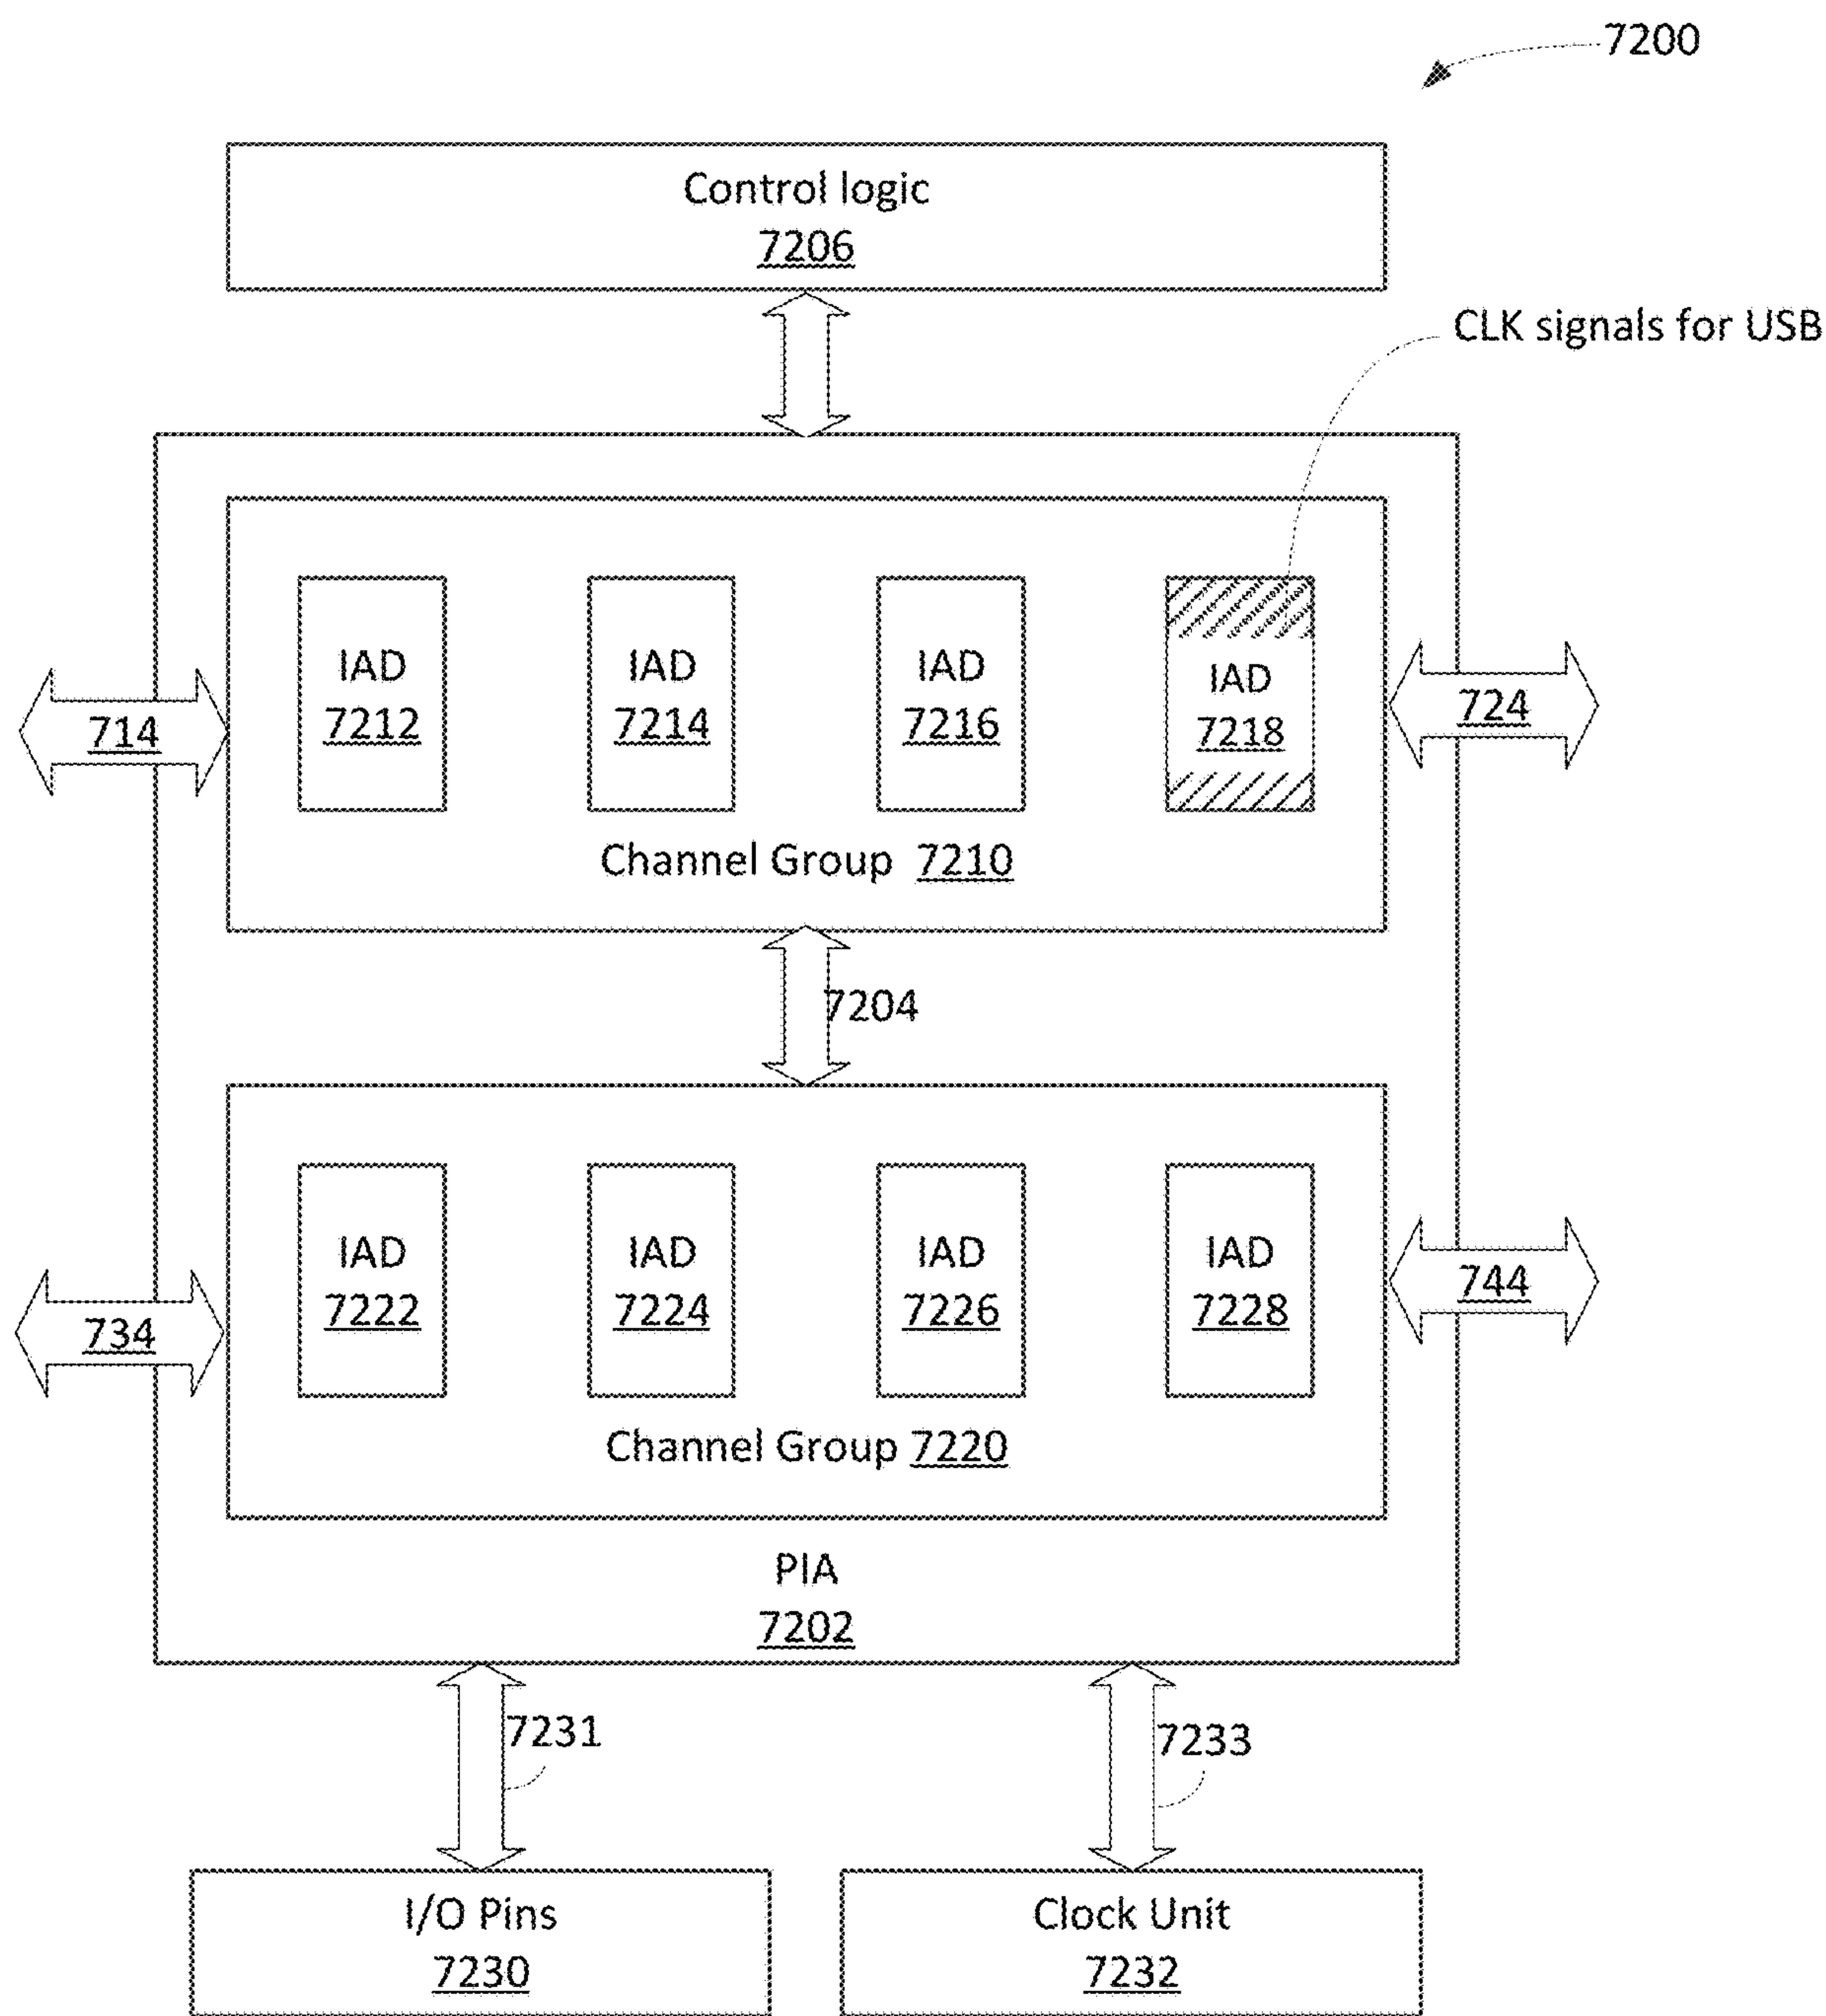 7200
Control logic
7206
CLK signals for USB
IAD
7212
IAD
7214
IAD
7216
IAD
7218
714
724
Channel Group 7210
7204
IAD
7222
IAD
7224
IAD
7226
IAD
7228
734
744
Channel Group 7220
PIA
7202
7231
7233
I/O Pins
7230
Clock Unit
7232